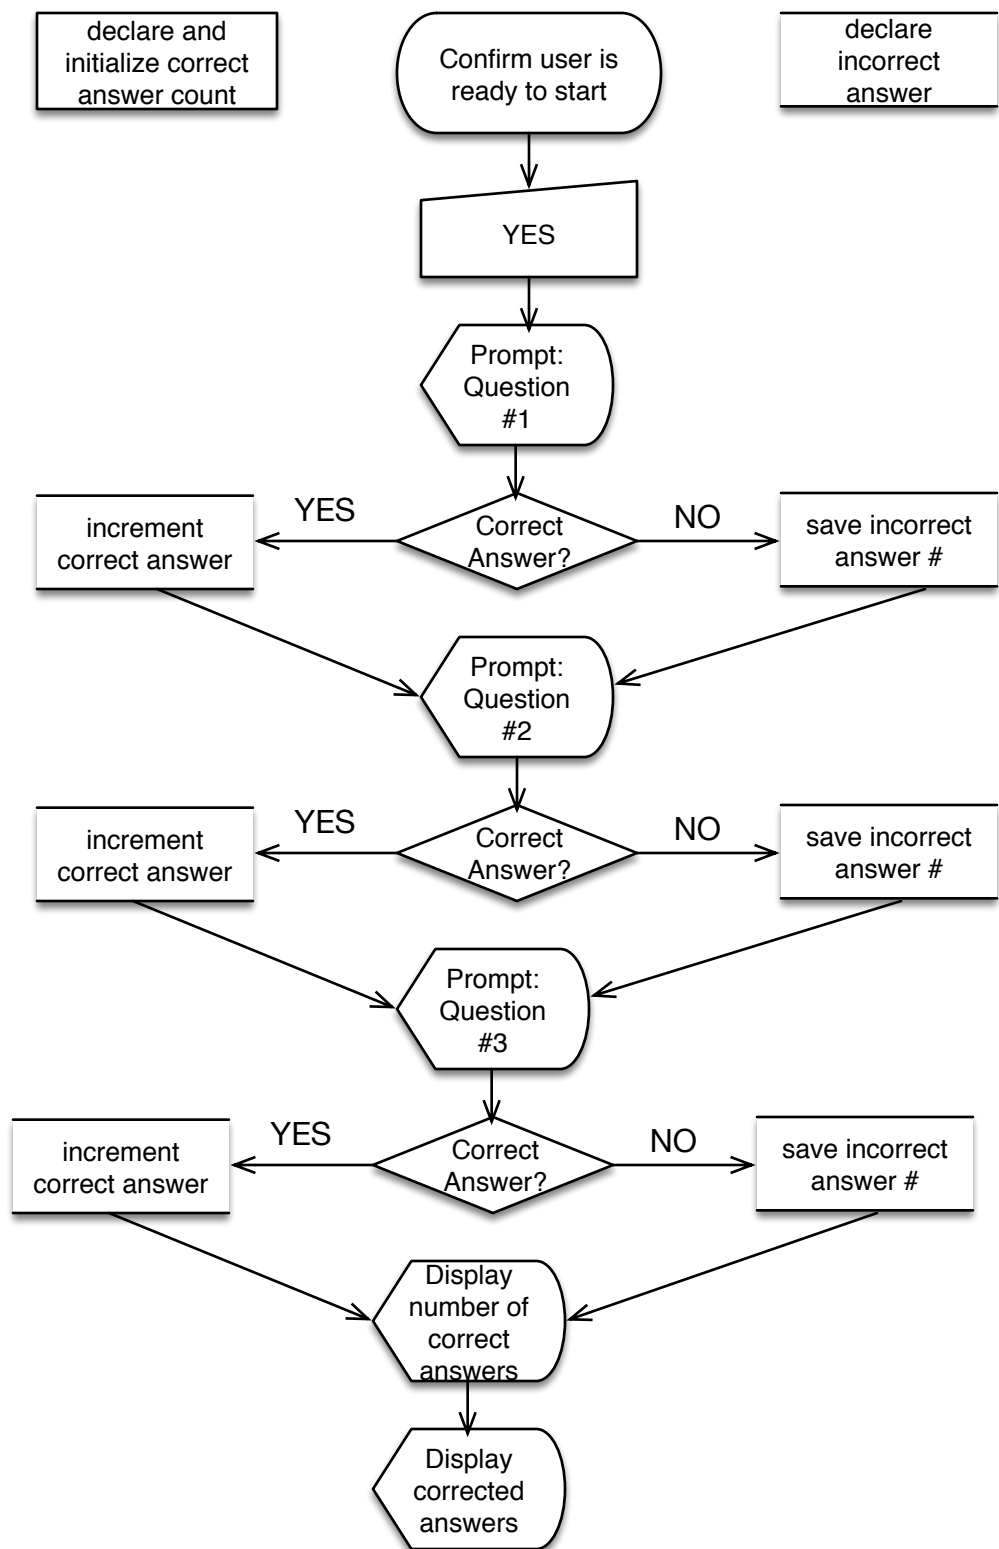 declare and
initialize correct
answer count
Confirm user is
ready to start
declare
incorrect
answer
YES
Prompt:
Question
#1
YES
Correct
Answer?
NO
increment
correct answer
save incorrect
answer #
Prompt:
Question
#2
YES
Correct
Answer?
NO
increment
correct answer
save incorrect
answer #
Prompt:
Question
#3
YES
Correct
Answer?
NO
increment
correct answer
save incorrect
answer #
Display
number of
correct
answers
Display
corrected
answers